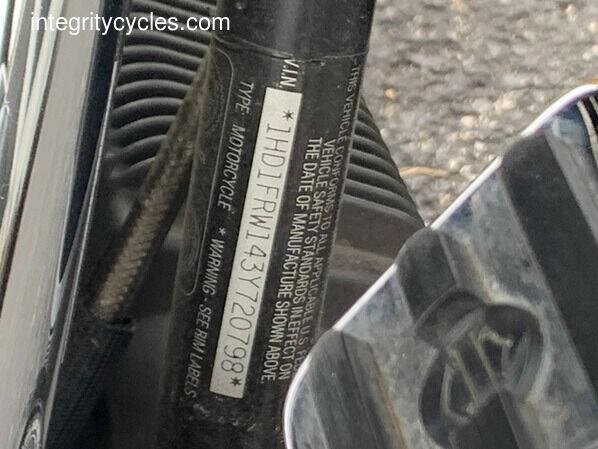 integritycycles.com
THIS VEHICLE CONFORMS TO ALL APPLICABLE U.S.
VEHICLE SAFETY STANDARDS IN EFFECT ON
THE DATE OF MANUFACTURE SHOWN ABOVE.
V.I.N. *1HD1FRW143Y720798*
TYPE: MOTORCYCLE * WARNING - SEE RIM LABELS